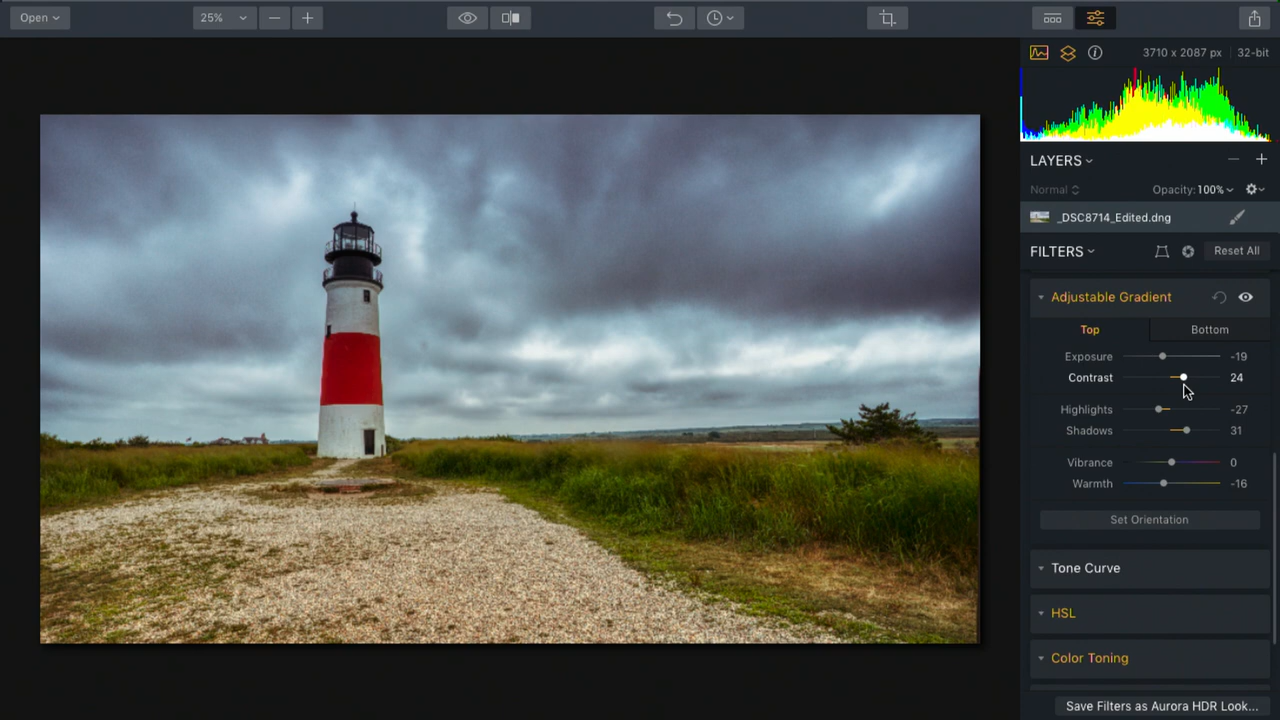 Open
25%
3710 x 2087 px
32-bit
LAYERS
Normal
Opacity:100%
_DSC8714_Edited.dng
FILTERS
Reset All
Adjustable Gradient
Top
Bottom
Exposure -19
Contrast 24
Highlights -27
Shadows 31
Vibrance 0
Warmth -16
Set Orientation
Tone Curve
HSL
Color Toning
Save Filters as Aurora HDR Look...